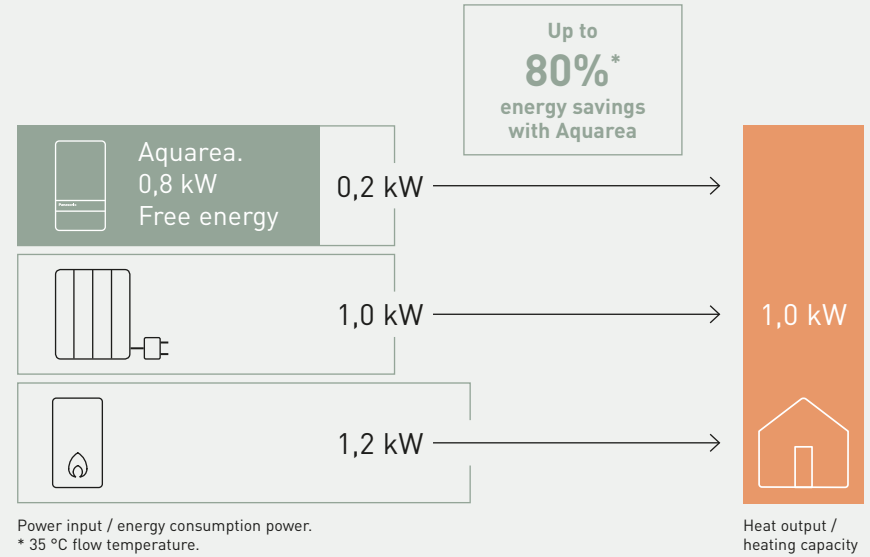 Up to
80%*
energy savings
with Aquarea
Aquarea.
0,8 kW
Free energy
0,2 kW
1,0 kW
1,0 kW
1,2 kW
Power input / energy consumption power.
* 35 °C flow temperature.
Heat output /
heating capacity